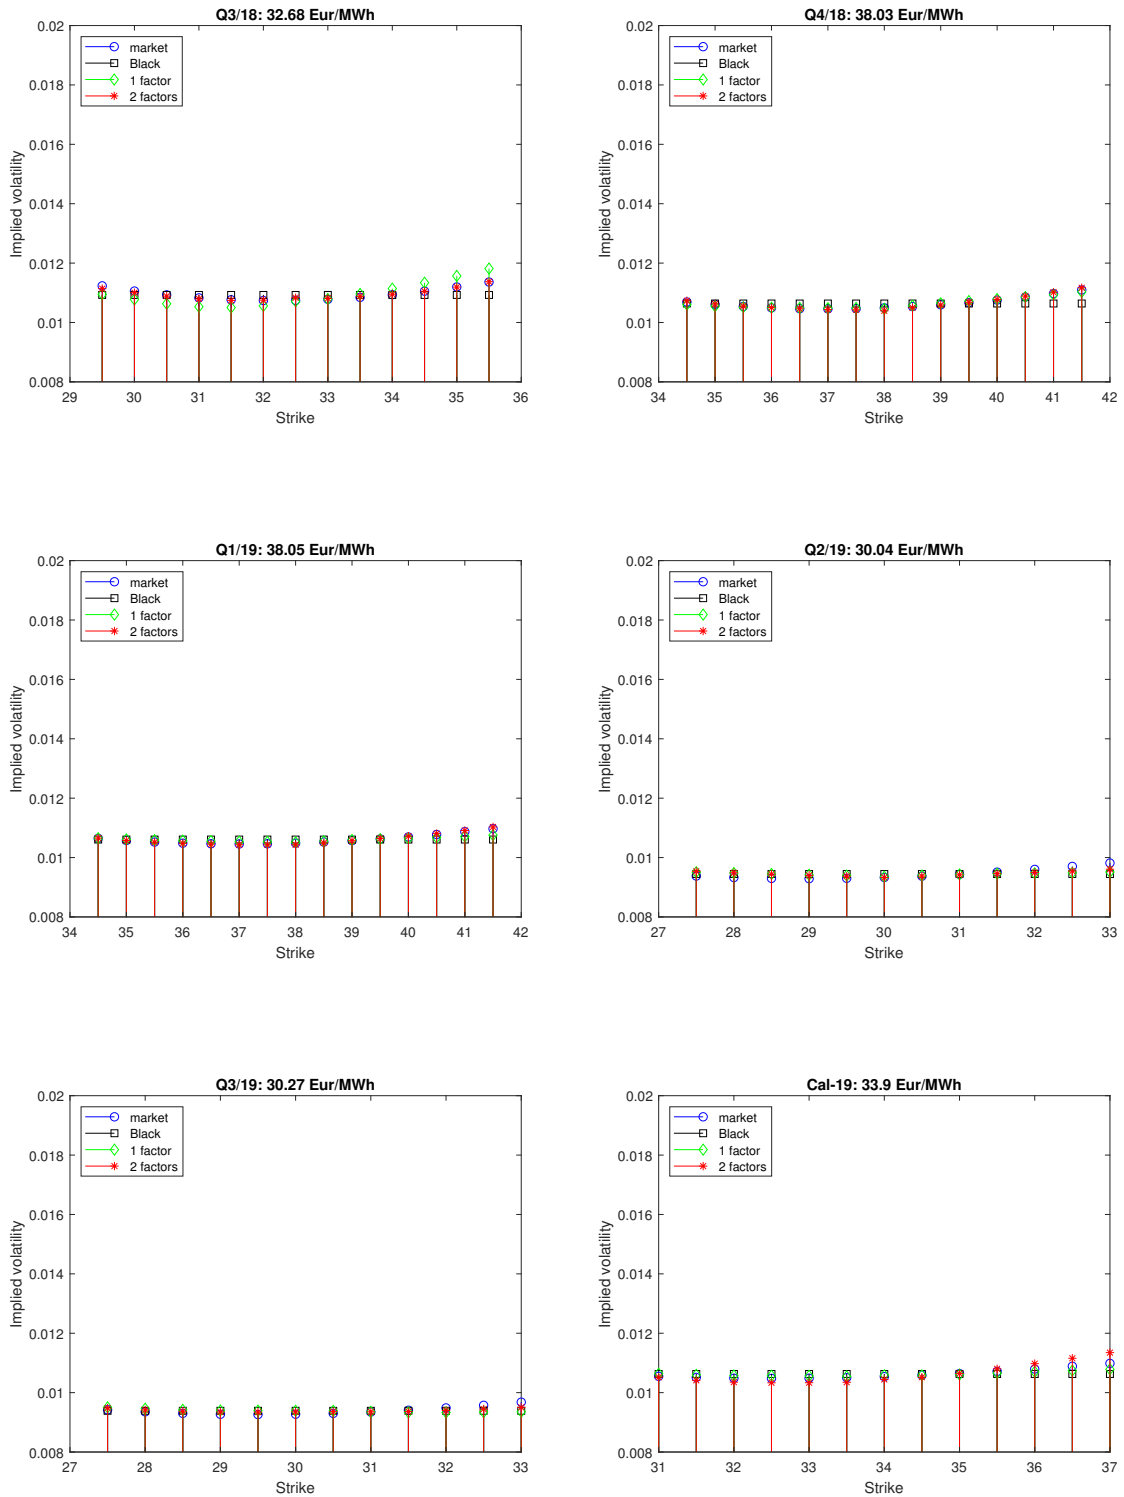 Q3/18: 32.68 Eur/MWh
0.02
0.018
0.016
0.014
0.012
0.01
0.008
Implied volatility
market
Black
1 factor
2 factors
29 30 31 32 33 34 35 36
Strike
Q4/18: 38.03 Eur/MWh
0.02
0.018
0.016
0.014
0.012
0.01
0.008
Implied volatility
market
Black
1 factor
2 factors
34 35 36 37 38 39 40 41 42
Strike
Q1/19: 38.05 Eur/MWh
0.02
0.018
0.016
0.014
0.012
0.01
0.008
Implied volatility
market
Black
1 factor
2 factors
34 35 36 37 38 39 40 41 42
Strike
Q2/19: 30.04 Eur/MWh
0.02
0.018
0.016
0.014
0.012
0.01
0.008
Implied volatility
market
Black
1 factor
2 factors
27 28 29 30 31 32 33
Strike
Q3/19: 30.27 Eur/MWh
0.02
0.018
0.016
0.014
0.012
0.01
0.008
Implied volatility
market
Black
1 factor
2 factors
27 28 29 30 31 32 33
Strike
Cal-19: 33.9 Eur/MWh
0.02
0.018
0.016
0.014
0.012
0.01
0.008
Implied volatility
market
Black
1 factor
2 factors
31 32 33 34 35 36 37
Strike